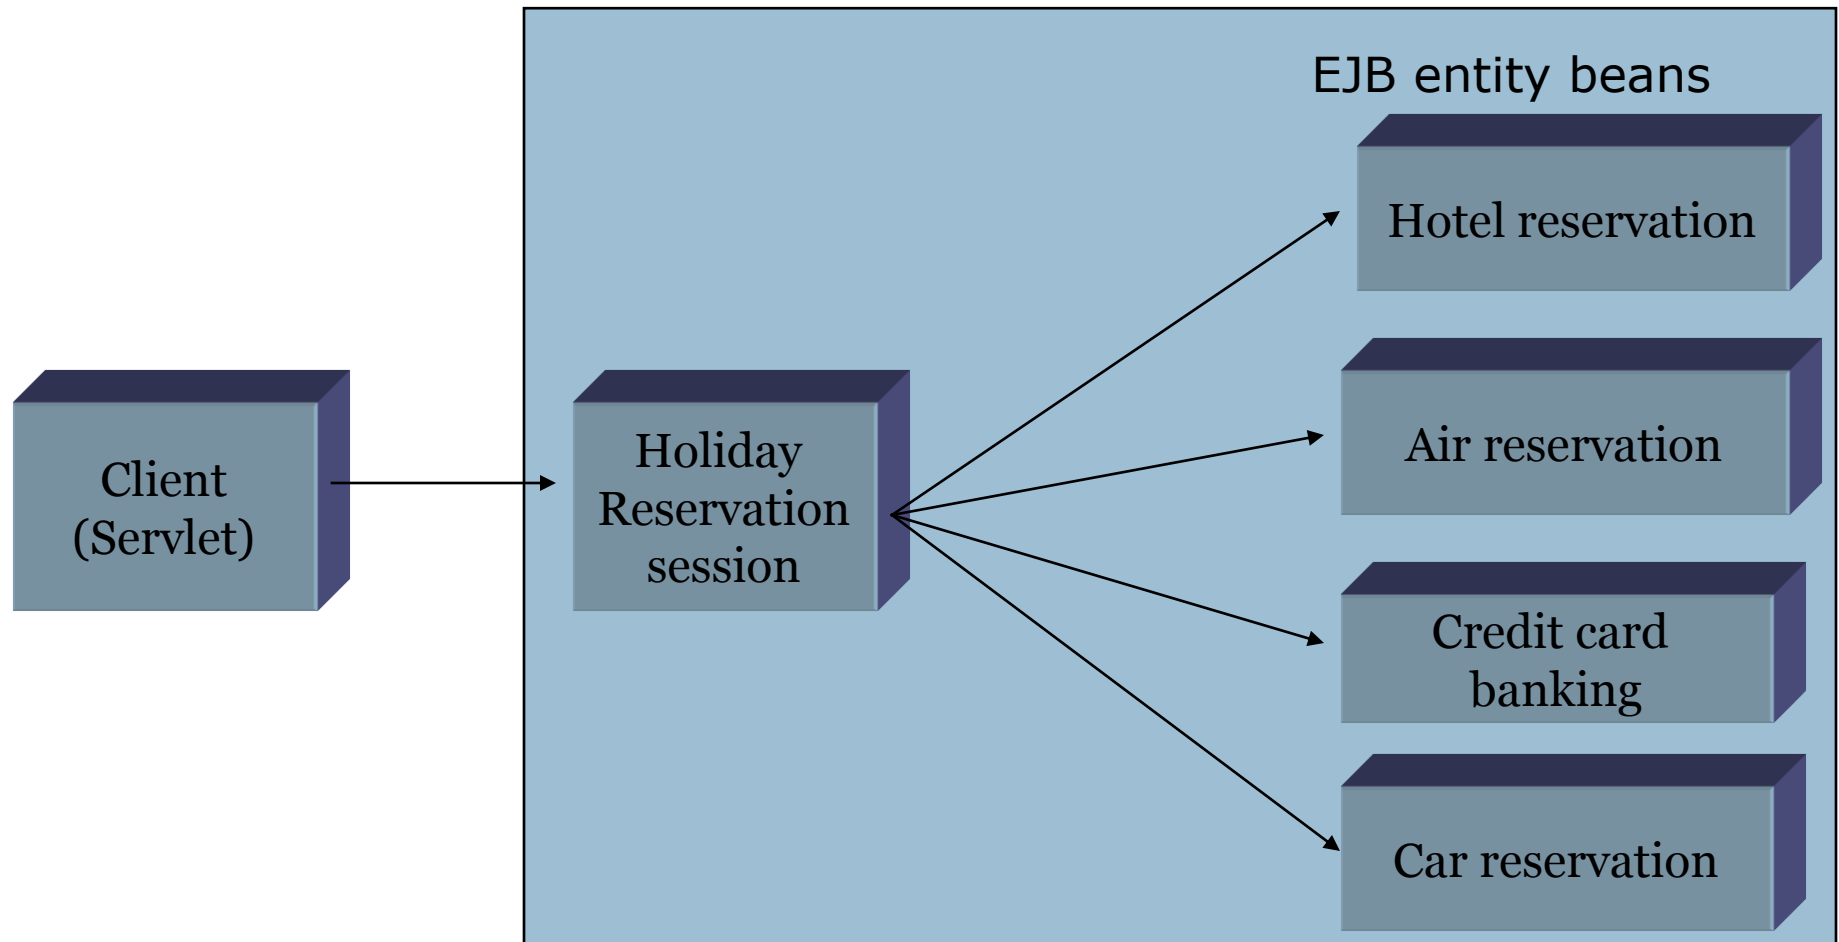 EJB entity beans
Hotel reservation
Client
(Servlet)
Holiday
Reservation
session
Air reservation
Credit card
banking
Car reservation